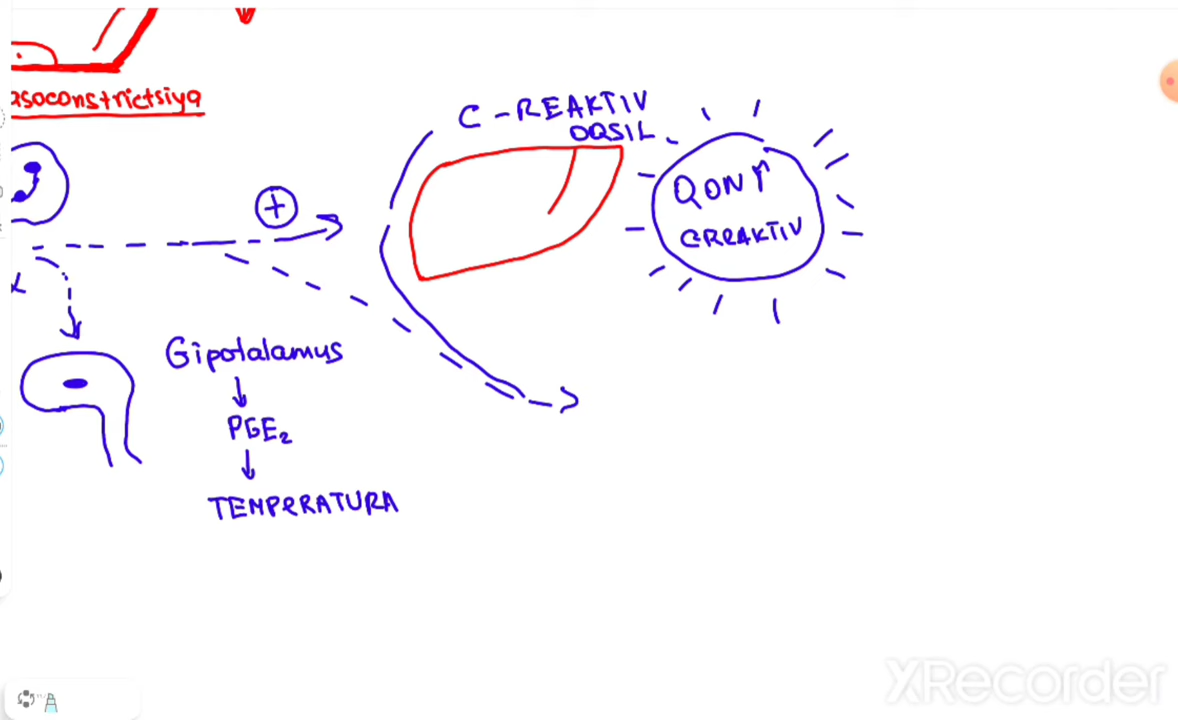 asoconstrictsiya
C-REAKTIV
OQSIL
+
QON↑
CREAKTIV
Gipotalamus
↓
PGE₂
↓
TEMPERATURA
XRecorder